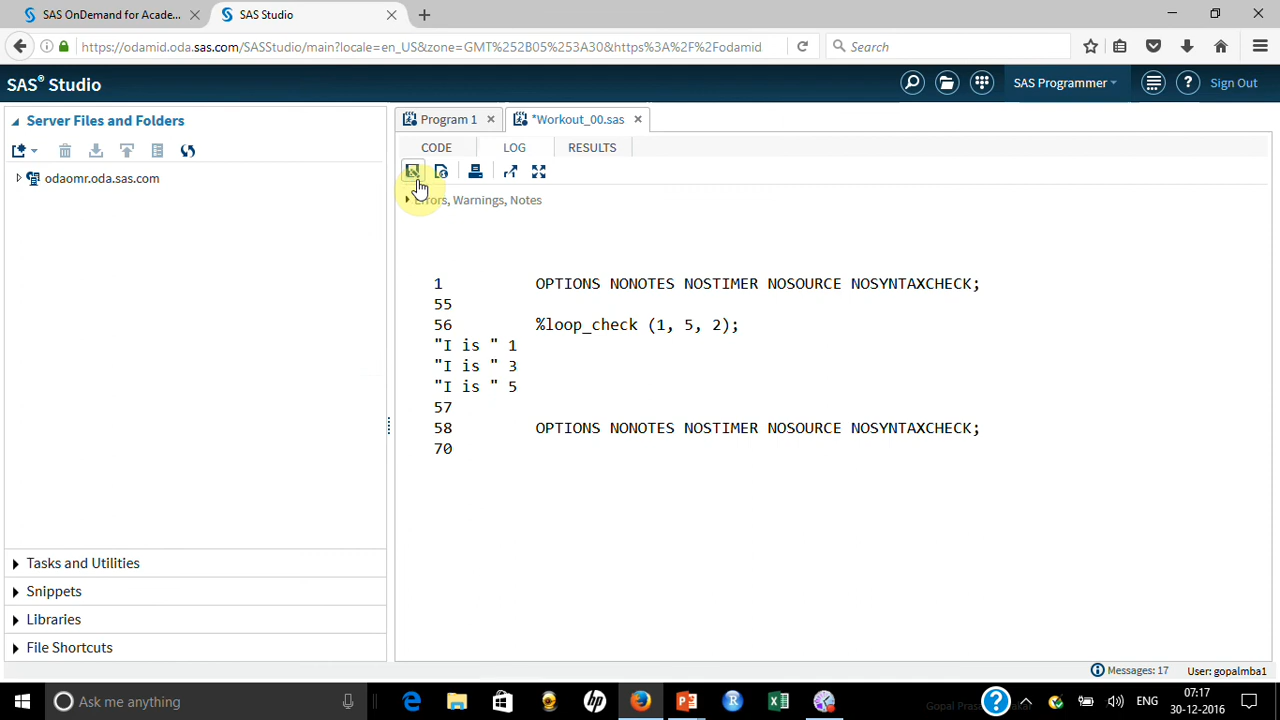 SAS OnDemand for Acade...
SAS Studio
https://odamid.oda.sas.com/SASStudio/main?locale=en_US&zone=GMT%252B05%253A30&https%3A%2F%2Fodamid
Search
SAS® Studio
SAS Programmer
Sign Out
Server Files and Folders
odaomr.oda.sas.com
Tasks and Utilities
Snippets
Libraries
File Shortcuts
Program 1
*Workout_00.sas
CODE
LOG
RESULTS
Errors, Warnings, Notes
1 OPTIONS NONOTES NOSTIMER NOSOURCE NOSYNTAXCHECK;
55
56 %loop_check (1, 5, 2);
"I is " 1
"I is " 3
"I is " 5
57
58 OPTIONS NONOTES NOSTIMER NOSOURCE NOSYNTAXCHECK;
70
Messages: 17
User: gopalmba1
Ask me anything
Gopal
ENG
07:17
30-12-2016